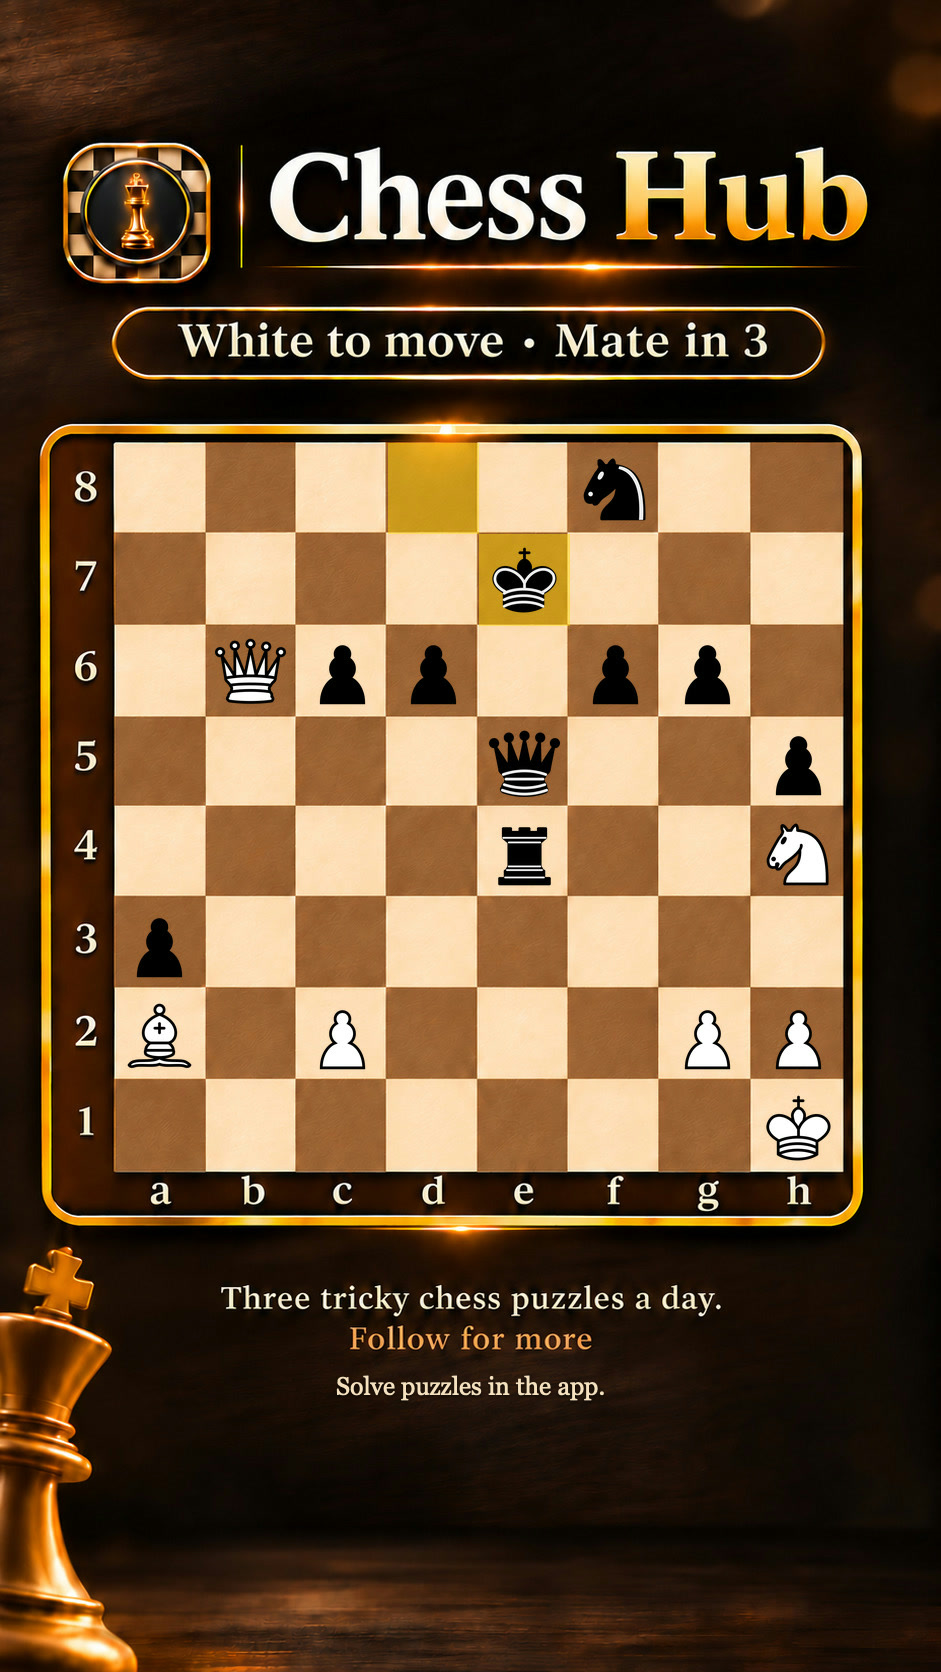 Chess Hub
White to move • Mate in 3
8
7
6
5
4
3
2
1
a b c d e f g h
Three tricky chess puzzles a day.
Follow for more
Solve puzzles in the app.